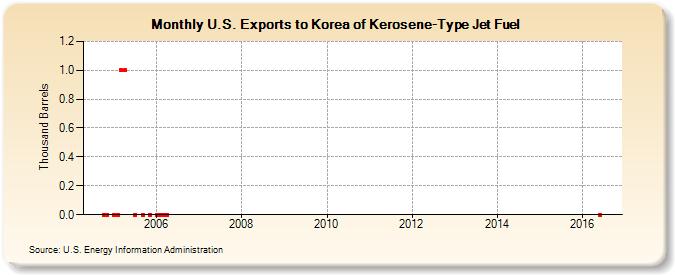 Monthly U.S. Exports to Korea of Kerosene-Type Jet Fuel
Thousand Barrels
1.2
1.0
0.8
0.6
0.4
0.2
0.0
2006 2008 2010 2012 2014 2016
Source: U.S. Energy Information Administration